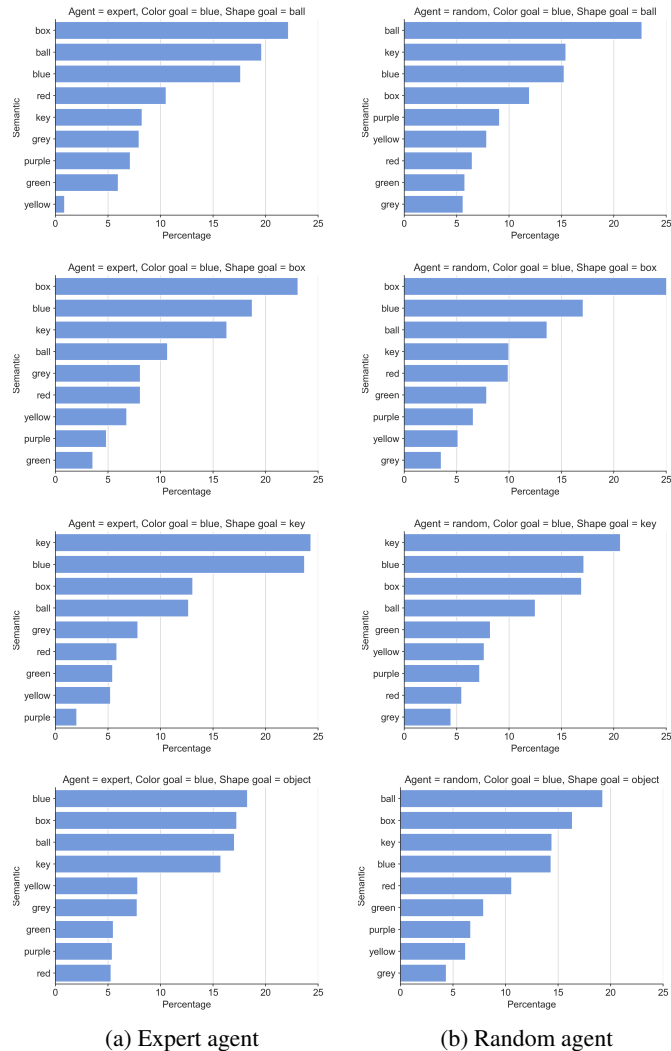 Agent = expert, Color goal = blue, Shape goal = ball
box
ball
blue
red
key
grey
purple
green
yellow
Semantic
0 5 10 15 20 25
Percentage
Agent = random, Color goal = blue, Shape goal = ball
ball
key
blue
box
purple
yellow
red
green
grey
Semantic
0 5 10 15 20 25
Percentage
Agent = expert, Color goal = blue, Shape goal = box
box
blue
key
ball
grey
red
yellow
purple
green
Semantic
0 5 10 15 20 25
Percentage
Agent = random, Color goal = blue, Shape goal = box
box
blue
ball
key
red
green
purple
yellow
grey
Semantic
0 5 10 15 20 25
Percentage
Agent = expert, Color goal = blue, Shape goal = key
key
blue
box
ball
grey
red
green
yellow
purple
Semantic
0 5 10 15 20 25
Percentage
Agent = random, Color goal = blue, Shape goal = key
key
blue
box
ball
green
yellow
purple
red
grey
Semantic
0 5 10 15 20 25
Percentage
Agent = expert, Color goal = blue, Shape goal = object
blue
box
ball
key
yellow
grey
green
purple
red
Semantic
0 5 10 15 20 25
Percentage
Agent = random, Color goal = blue, Shape goal = object
ball
box
key
blue
red
green
purple
yellow
grey
Semantic
0 5 10 15 20 25
Percentage
(a) Expert agent
(b) Random agent